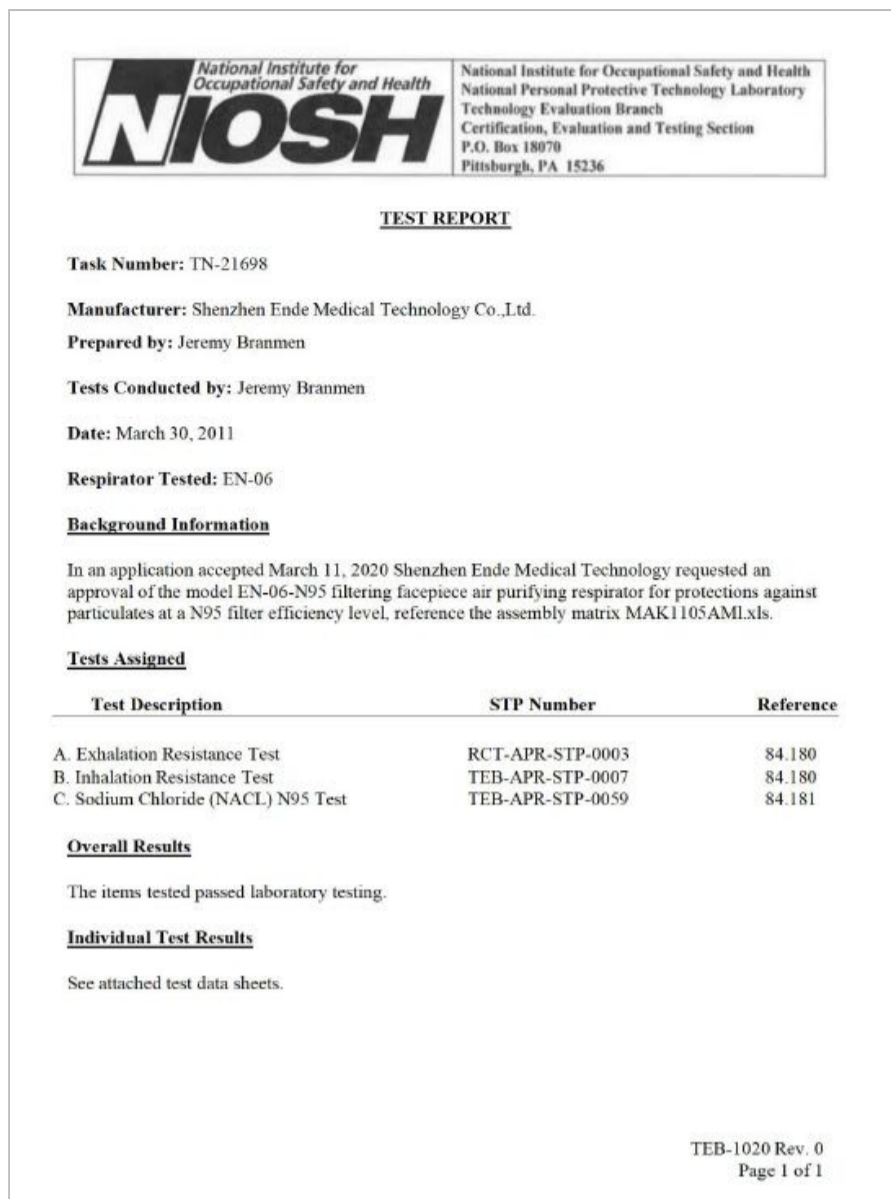 National Institute for
Occupational Safety and Health
NIOSH
National Institute for Occupational Safety and Health
National Personal Protective Technology Laboratory
Technology Evaluation Branch
Certification, Evaluation and Testing Section
P.O. Box 18070
Pittsburgh, PA 15236
TEST REPORT
Task Number: TN-21698
Manufacturer: Shenzhen Ende Medical Technology Co.,Ltd.
Prepared by: Jeremy Branmen
Tests Conducted by: Jeremy Branmen
Date: March 30, 2011
Respirator Tested: EN-06
Background Information
In an application accepted March 11, 2020 Shenzhen Ende Medical Technology requested an
approval of the model EN-06-N95 filtering facepiece air purifying respirator for protections against
particulates at a N95 filter efficiency level, reference the assembly matrix MAK1105AMl.xls.
Tests Assigned
Test Description STP Number Reference
A. Exhalation Resistance Test RCT-APR-STP-0003 84.180
B. Inhalation Resistance Test TEB-APR-STP-0007 84.180
C. Sodium Chloride (NACL) N95 Test TEB-APR-STP-0059 84.181
Overall Results
The items tested passed laboratory testing.
Individual Test Results
See attached test data sheets.
TEB-1020 Rev. 0
Page 1 of 1